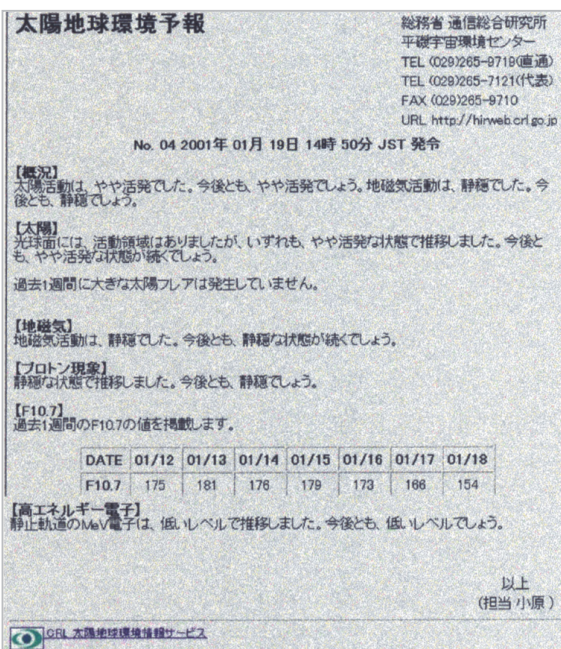 太陽地球環境予報
総務省 通信総合研究所
平磯宇宙環境センター
TEL (029)265-9719(直通)
TEL (029)265-7121(代表)
FAX (029)265-9710
URL http://hirweb.crl.go.jp
No. 04 2001年 01月 19日 14時 50分 JST 発令
【概況】
太陽活動は、やや活発でした。今後とも、やや活発でしょう。地磁気活動は、静穏でした。今
後とも、静穏でしょう。
【太陽】
光球面には、活動領域はありましたが、いずれも、やや活発な状態で推移しました。今後と
も、やや活発な状態が続くでしょう。
過去1週間に大きな太陽フレアは発生していません。
【地磁気】
地磁気活動は、静穏でした。今後とも、静穏な状態が続くでしょう。
【プロトン現象】
静穏な状態で推移しました。今後とも、静穏でしょう。
【F10.7】
過去1週間のF10.7の値を掲載します。
DATE 01/12 01/13 01/14 01/15 01/16 01/17 01/18
F10.7 175 181 176 179 173 166 154
【高エネルギー電子】
静止軌道のMeV電子は、低いレベルで推移しました。今後とも、低いレベルでしょう。
以上
(担当 小原)
CRL 太陽地球環境情報サービス